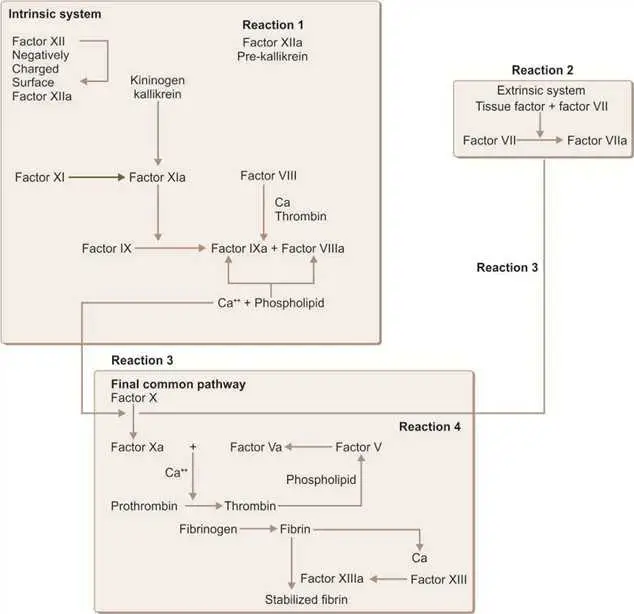 Intrinsic system
Reaction 1
Factor XII
Negatively
Charged
Surface
Factor XIIa
Factor XIIa
Pre-kallikrein
Kininogen
kallikrein
Factor XI
Factor XIa
Factor VIII
Ca
Thrombin
Factor IX
Factor IXa + Factor VIIIa
Ca⁺⁺ + Phospholipid
Reaction 2
Extrinsic system
Tissue factor + factor VII
Factor VII
Factor VIIa
Reaction 3
Reaction 3
Final common pathway
Factor X
Reaction 4
Factor Xa
+
Factor Va
Factor V
Ca⁺⁺
Phospholipid
Prothrombin
Thrombin
Fibrinogen
Fibrin
Ca
Factor XIIIa
Factor XIII
Stabilized fibrin